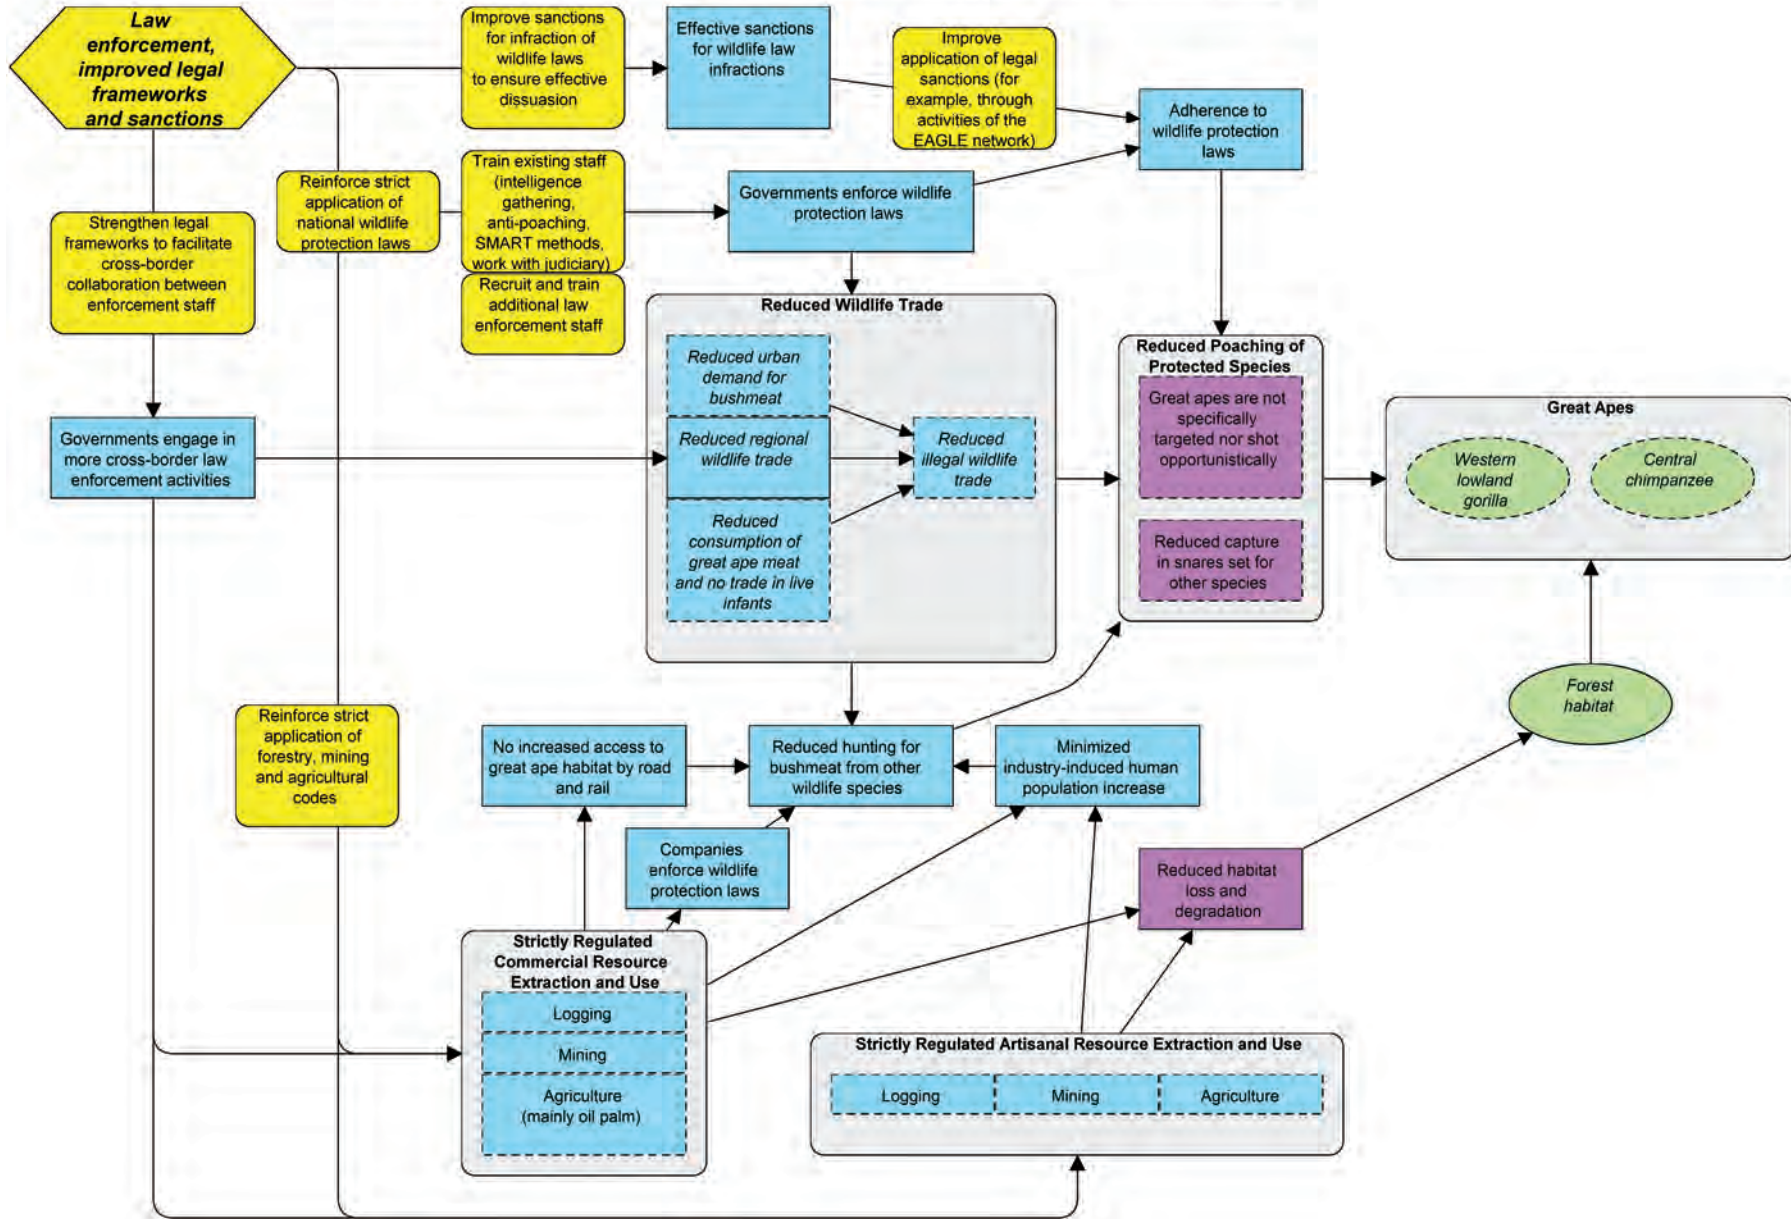 Law
enforcement,
improved legal
frameworks
and sanctions
Improve sanctions
for infraction of
wildlife laws
to ensure effective
dissuasion
Effective sanctions
for wildlife law
infractions
Improve
application of legal
sanctions (for
example, through
activities of the
EAGLE network)
Adherence to
wildlife protection
laws
Reinforce strict
application of
national wildlife
protection laws
Train existing staff
(intelligence
gathering,
anti-poaching,
SMART methods,
work with judiciary)
Recruit and train
additional law
enforcement staff
Governments enforce wildlife
protection laws
Strengthen legal
frameworks to facilitate
cross-border
collaboration between
enforcement staff
Governments engage in
more cross-border law
enforcement activities
Reduced Wildlife Trade
Reduced urban
demand for
bushmeat
Reduced regional
wildlife trade
Reduced
consumption of
great ape meat
and no trade in live
infants
Reduced
illegal wildlife
trade
Reduced Poaching of
Protected Species
Great apes are not
specifically
targeted nor shot
opportunistically
Reduced capture
in snares set for
other species
Great Apes
Western
lowland
gorilla
Central
chimpanzee
Forest
habitat
Reinforce strict
application of
forestry, mining
and agricultural
codes
No increased access to
great ape habitat by road
and rail
Reduced hunting for
bushmeat from other
wildlife species
Minimized
industry-induced human
population increase
Companies
enforce wildlife
protection laws
Reduced habitat
loss and
degradation
Strictly Regulated
Commercial Resource
Extraction and Use
Logging
Mining
Agriculture
(mainly oil palm)
Strictly Regulated Artisanal Resource Extraction and Use
Logging
Mining
Agriculture